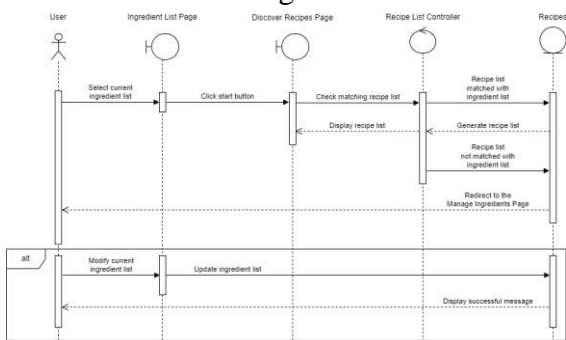 User
Ingredient List Page
Discover Recipes Page
Recipe List Controller
Recipes
Select current
ingredient list
Click start button
Check matching recipe list
Recipe list
matched with
ingredient list
Display recipe list
Generate recipe list
Recipe list
not matched with
ingredient list
Redirect to the
Manage Ingredients Page
alt
Modify current
ingredient list
Update ingredient list
Display successful message